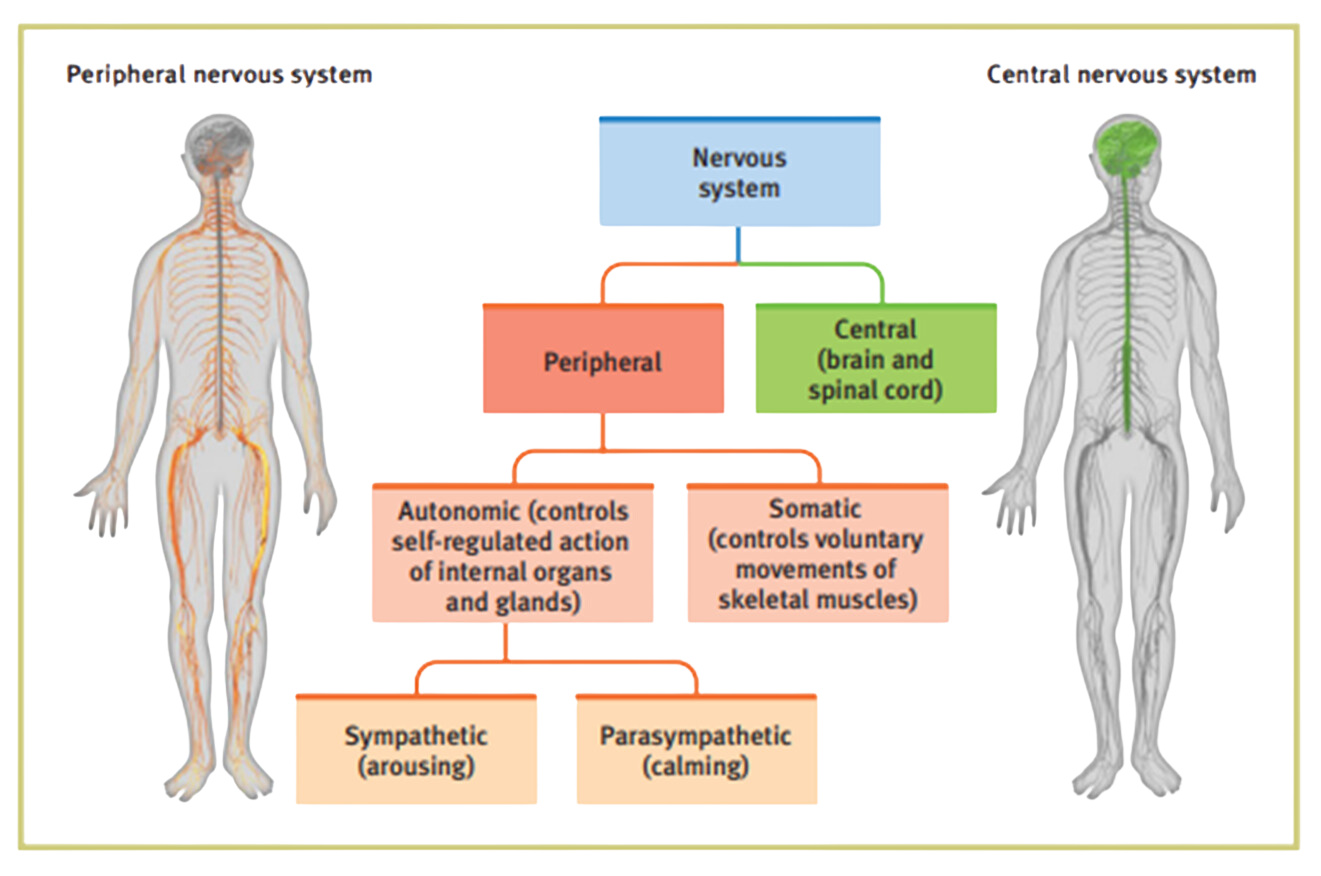 Peripheral nervous system
Central nervous system
Nervous
system
Peripheral
Central
(brain and
spinal cord)
Autonomic (controls
self-regulated action
of internal organs
and glands)
Somatic
(controls voluntary
movements of
skeletal muscles)
Sympathetic
(arousing)
Parasympathetic
(calming)